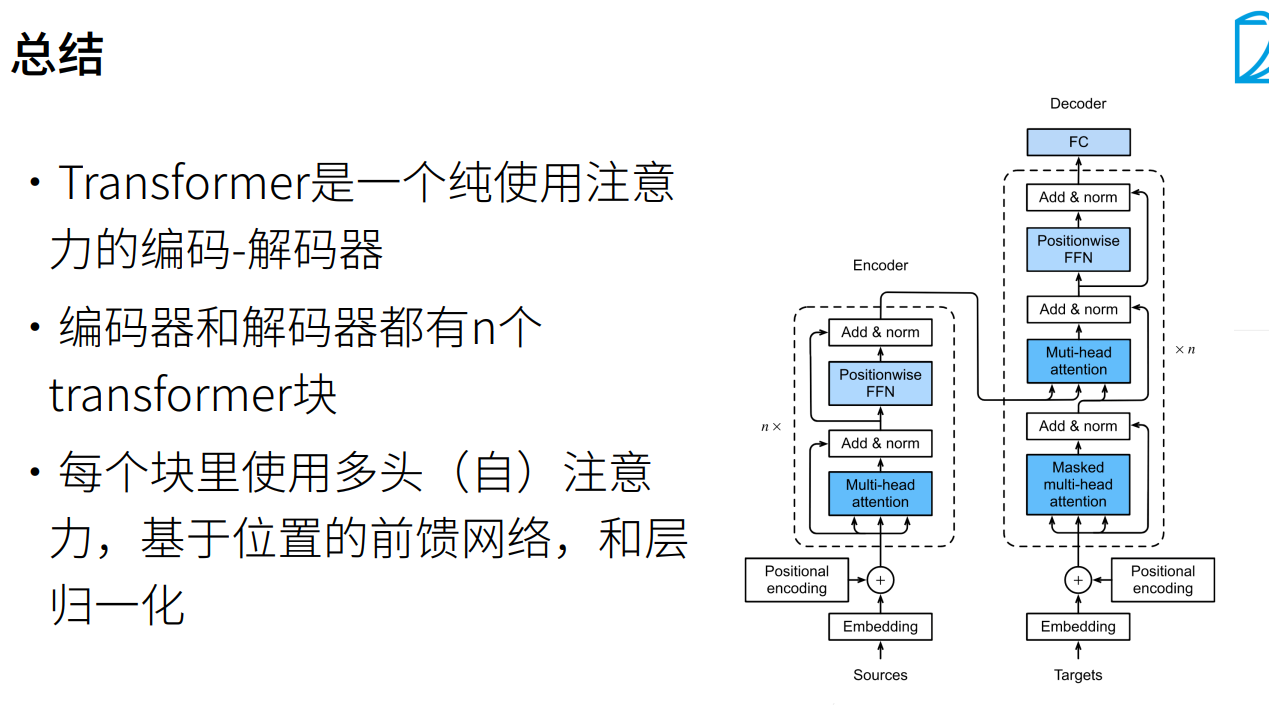 总结
• Transformer是一个纯使用注意
力的编码-解码器
• 编码器和解码器都有n个
transformer块
• 每个块里使用多头（自）注意
力，基于位置的前馈网络，和层
归一化
Encoder
Add & norm
Positionwise
FFN
n×
Add & norm
Multi-head
attention
Positional
encoding
+
Embedding
Sources
Decoder
FC
Add & norm
Positionwise
FFN
Add & norm
Muti-head
attention
×n
Add & norm
Masked
multi-head
attention
+
Positional
encoding
Embedding
Targets